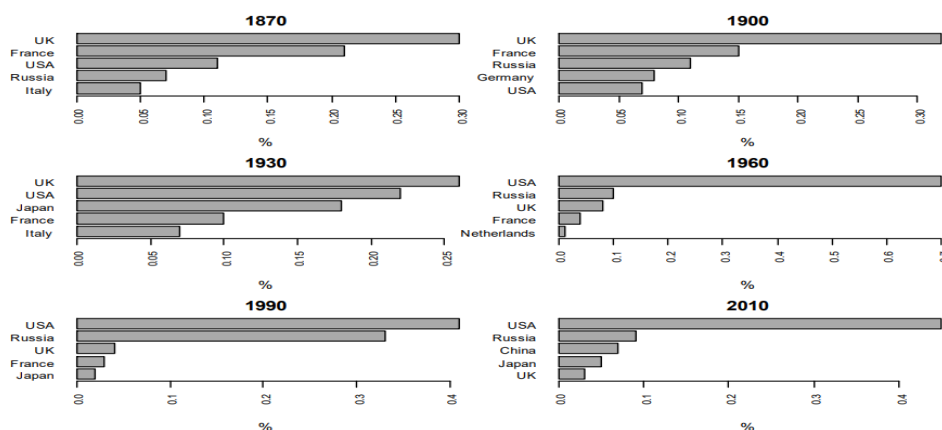 1870
UK
France
USA
Russia
Italy
0.00 0.05 0.10 0.15 0.20 0.25 0.30
%
1900
UK
France
Russia
Germany
USA
0.00 0.05 0.10 0.15 0.20 0.25 0.30
%
1930
UK
USA
Japan
France
Italy
0.00 0.05 0.10 0.15 0.20 0.25
%
1960
USA
Russia
UK
France
Netherlands
0.0 0.1 0.2 0.3 0.4 0.5 0.6 0.7
%
1990
USA
Russia
UK
France
Japan
0.0 0.1 0.2 0.3 0.4
%
2010
USA
Russia
China
Japan
UK
0.0 0.1 0.2 0.3 0.4
%